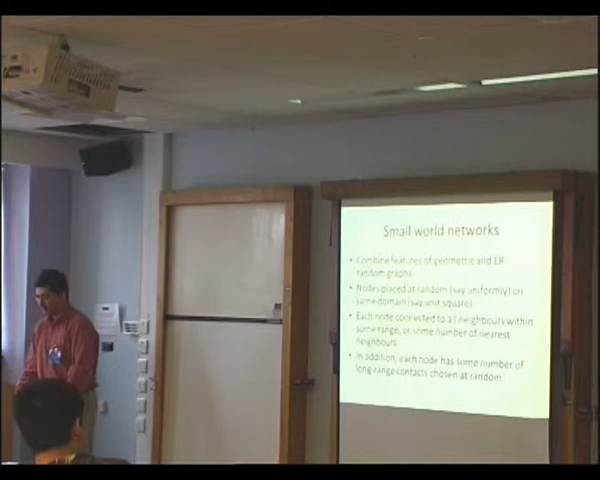 Small world networks
• Combine features of geometric and ER
random graphs
• Nodes placed at random (say uniformly) on
some domain (say unit square)
• Each node connected to all neighbours within
some range, or some number of nearest
neighbours
• In addition, each node has some number of
long-range contacts chosen at random